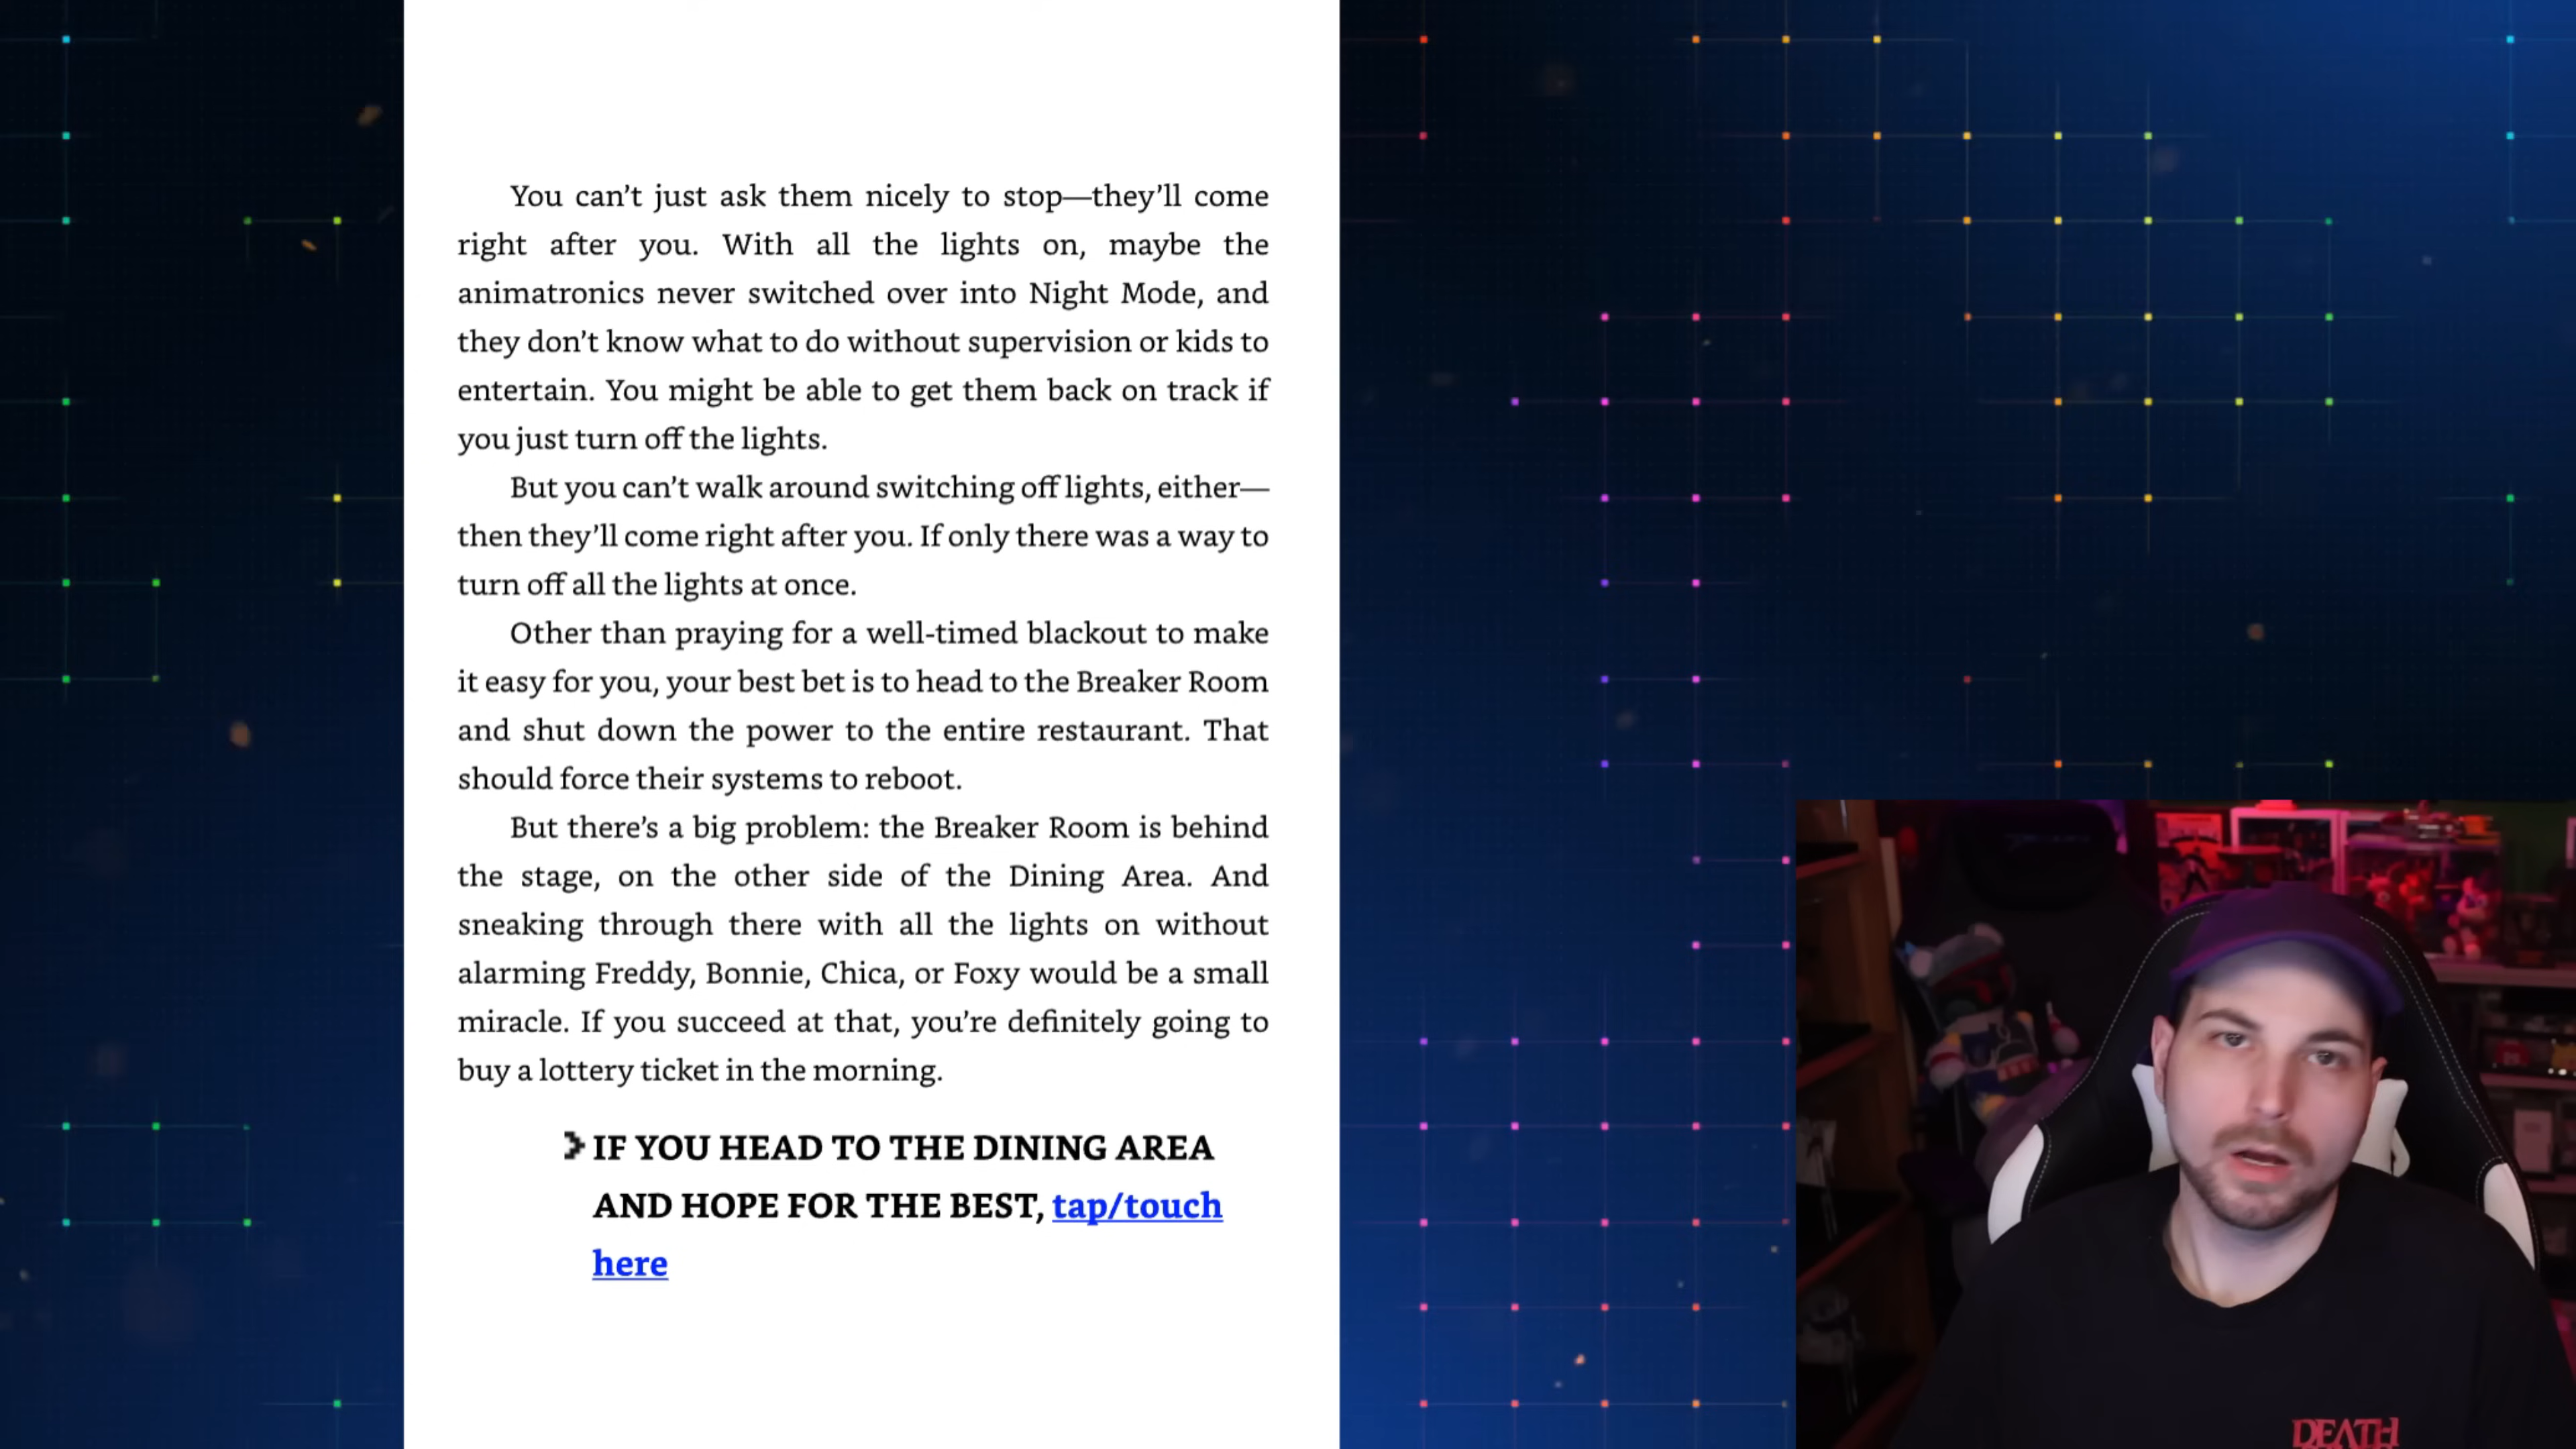 You can’t just ask them nicely to stop—they’ll come
right after you. With all the lights on, maybe the
animatronics never switched over into Night Mode, and
they don’t know what to do without supervision or kids to
entertain. You might be able to get them back on track if
you just turn off the lights.
But you can’t walk around switching off lights, either—
then they’ll come right after you. If only there was a way to
turn off all the lights at once.
Other than praying for a well-timed blackout to make
it easy for you, your best bet is to head to the Breaker Room
and shut down the power to the entire restaurant. That
should force their systems to reboot.
But there’s a big problem: the Breaker Room is behind
the stage, on the other side of the Dining Area. And
sneaking through there with all the lights on without
alarming Freddy, Bonnie, Chica, or Foxy would be a small
miracle. If you succeed at that, you’re definitely going to
buy a lottery ticket in the morning.
IF YOU HEAD TO THE DINING AREA
AND HOPE FOR THE BEST, tap/touch
here
DEATH